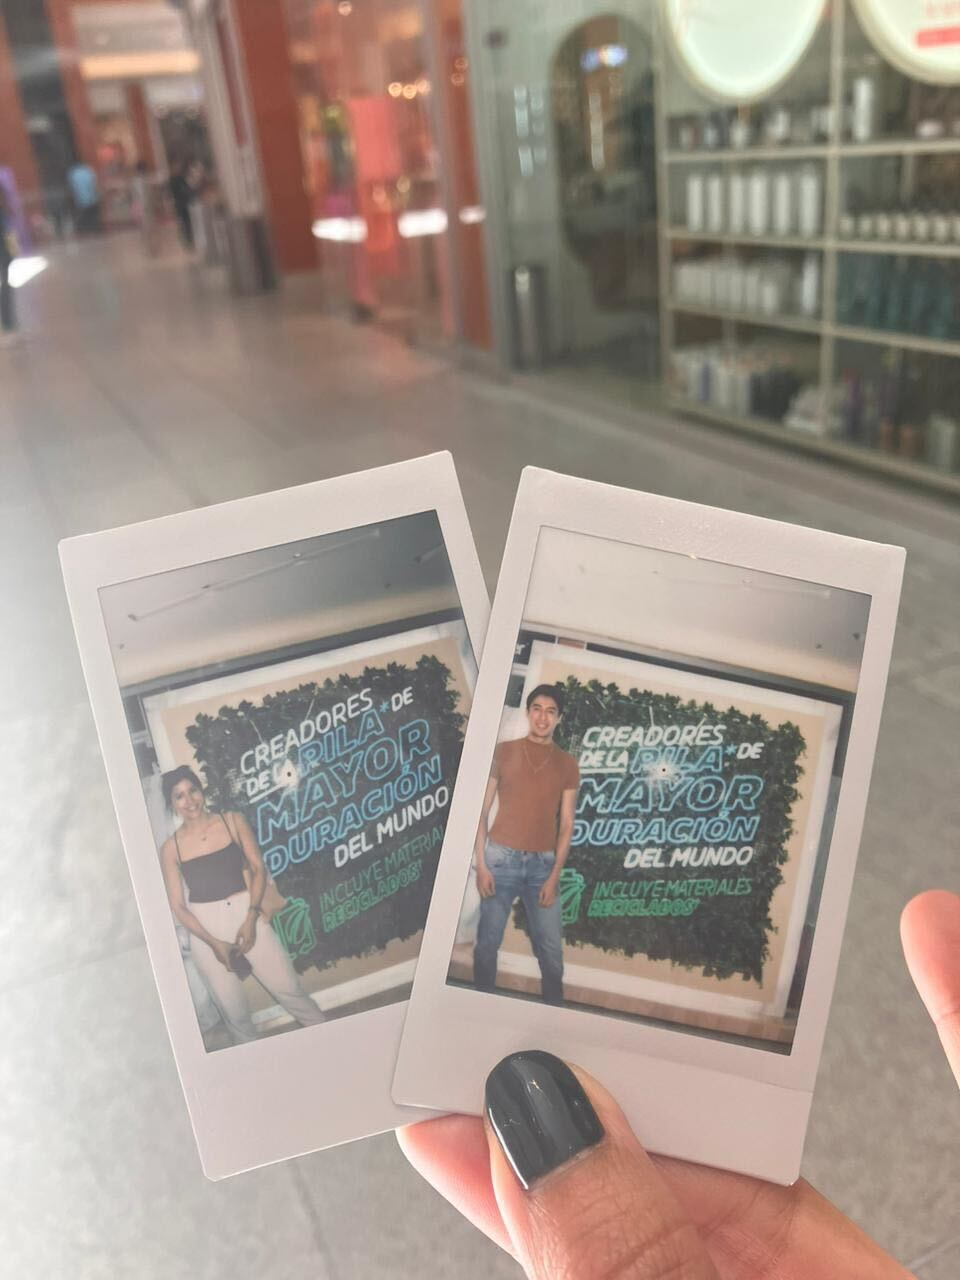 CREADORES
DE LA PILA* DE
MAYOR
DURACIÓN
DEL MUNDO
INCLUYE MATERIA
RECICLADOS*
CREADORES
DE LA PILA* DE
MAYOR
DURACIÓN
DEL MUNDO
INCLUYE MATERIALES
RECICLADOS*